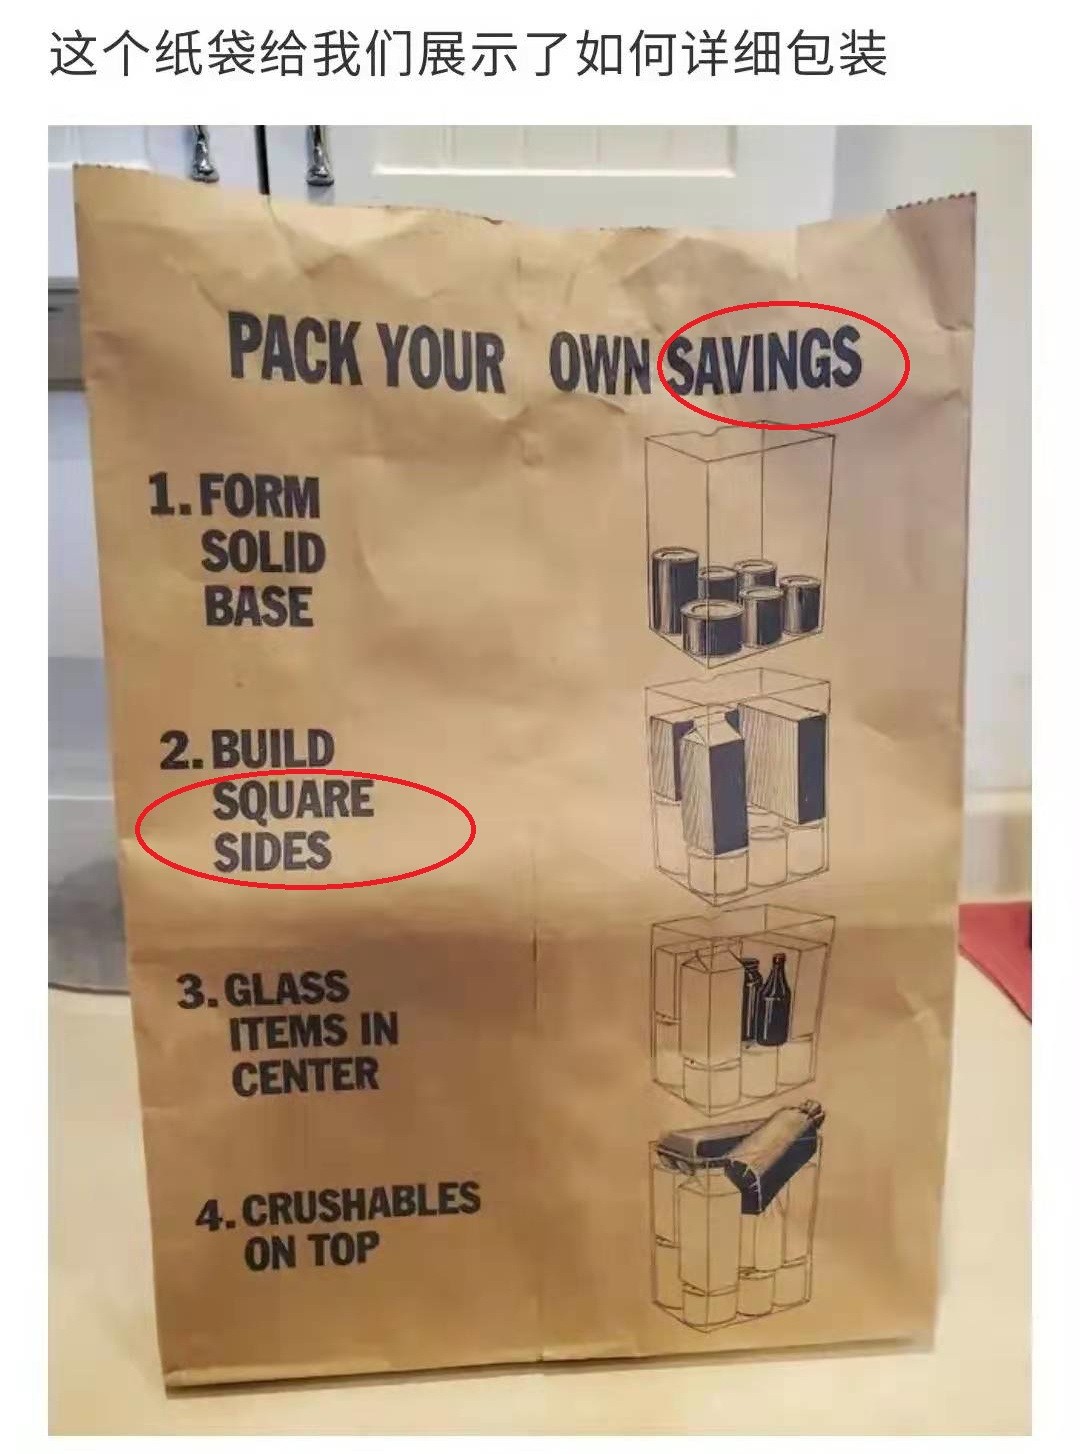 这个纸袋给我们展示了如何详细包装
PACK YOUR OWN SAVINGS
1. FORM
SOLID
BASE
2. BUILD
SQUARE
SIDES
3. GLASS
ITEMS IN
CENTER
4. CRUSHABLES
ON TOP